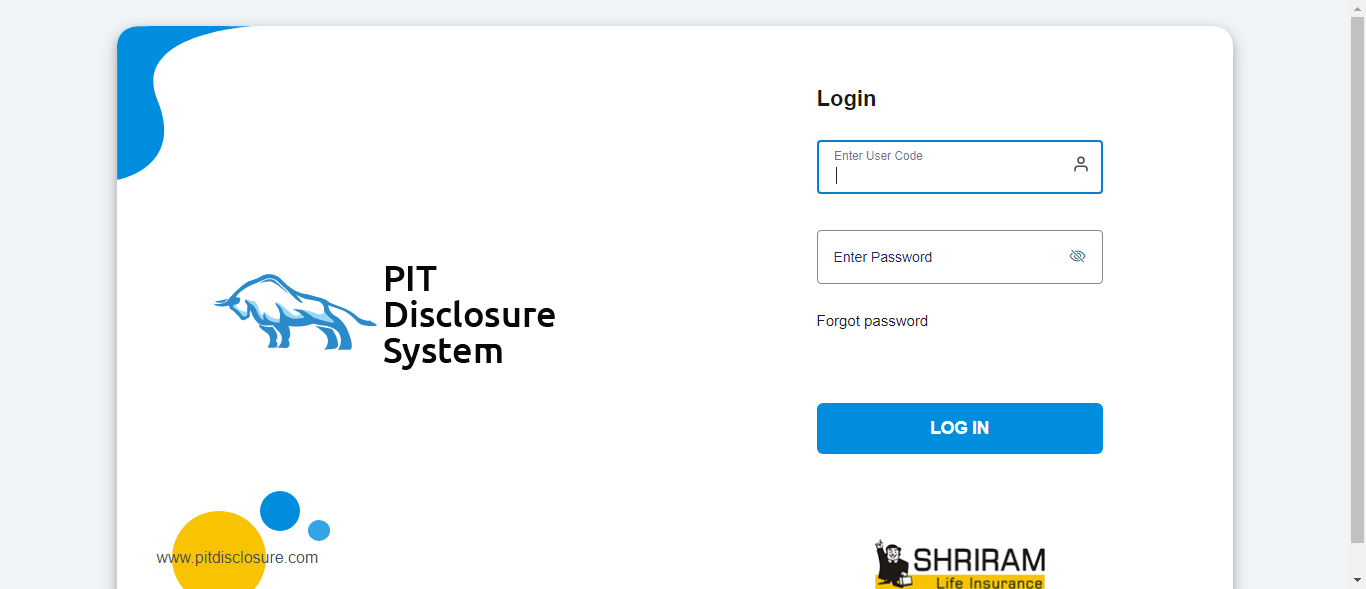 PIT
Disclosure
System
www.pitdisclosure.com
Login
Enter User Code
Enter Password
Forgot password
LOG IN
SHRIRAM
Life Insurance